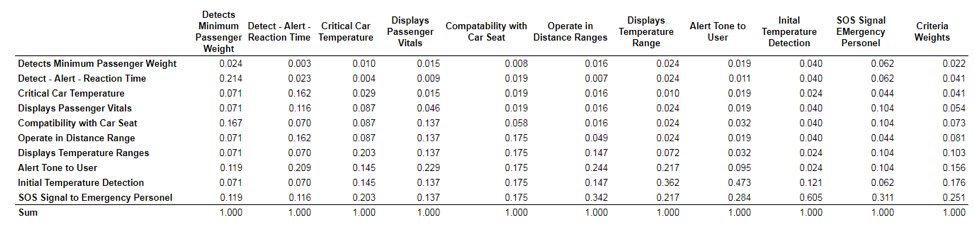 Detects Minimum Passenger Weight Detect - Alert - Reaction Time Critical Car Temperature Displays Passenger Vitals Compatability with Car Seat Operate in Distance Ranges Displays Temperature Range Alert Tone to User Inital Temperature Detection SOS Signal EMergency Personel Criteria Weights
Detects Minimum Passenger Weight 0.024 0.003 0.010 0.015 0.008 0.016 0.024 0.019 0.040 0.062 0.022
Detect - Alert - Reaction Time 0.214 0.023 0.004 0.009 0.019 0.007 0.024 0.011 0.040 0.062 0.041
Critical Car Temperature 0.071 0.162 0.029 0.015 0.019 0.016 0.010 0.019 0.024 0.044 0.041
Displays Passenger Vitals 0.071 0.116 0.087 0.046 0.019 0.016 0.024 0.019 0.040 0.104 0.054
Compatibility with Car Seat 0.167 0.070 0.087 0.137 0.058 0.016 0.024 0.032 0.040 0.104 0.073
Operate in Distance Range 0.071 0.162 0.087 0.137 0.175 0.049 0.024 0.019 0.040 0.044 0.081
Displays Temperature Ranges 0.071 0.070 0.203 0.137 0.175 0.147 0.072 0.032 0.024 0.104 0.103
Alert Tone to User 0.119 0.209 0.145 0.229 0.175 0.244 0.217 0.095 0.024 0.104 0.156
Initial Temperature Detection 0.071 0.070 0.145 0.137 0.175 0.147 0.362 0.473 0.121 0.062 0.176
SOS Signal to Emergency Personel 0.119 0.116 0.203 0.137 0.175 0.342 0.217 0.284 0.605 0.311 0.251
Sum 1.000 1.000 1.000 1.000 1.000 1.000 1.000 1.000 1.000 1.000 1.000